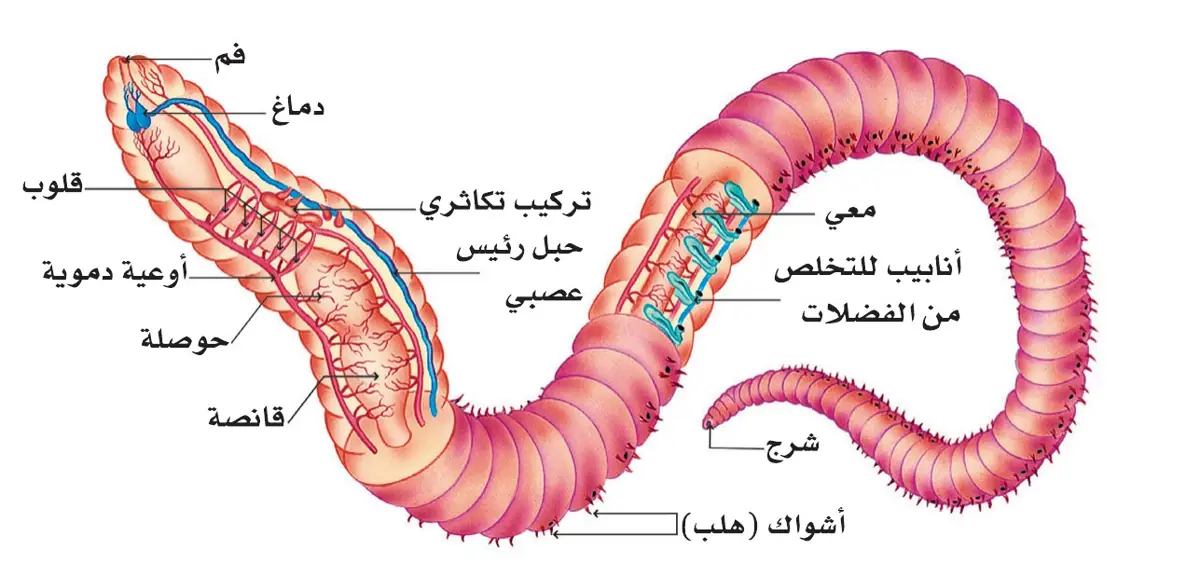 فم
دماغ
قلوب
تركيب تكاثري
حبل رئيس
عصبي
أوعية دموية
حوصلة
قانصة
معي
أنابيب للتخلص
من الفضلات
شرج
أشواك (هلب)